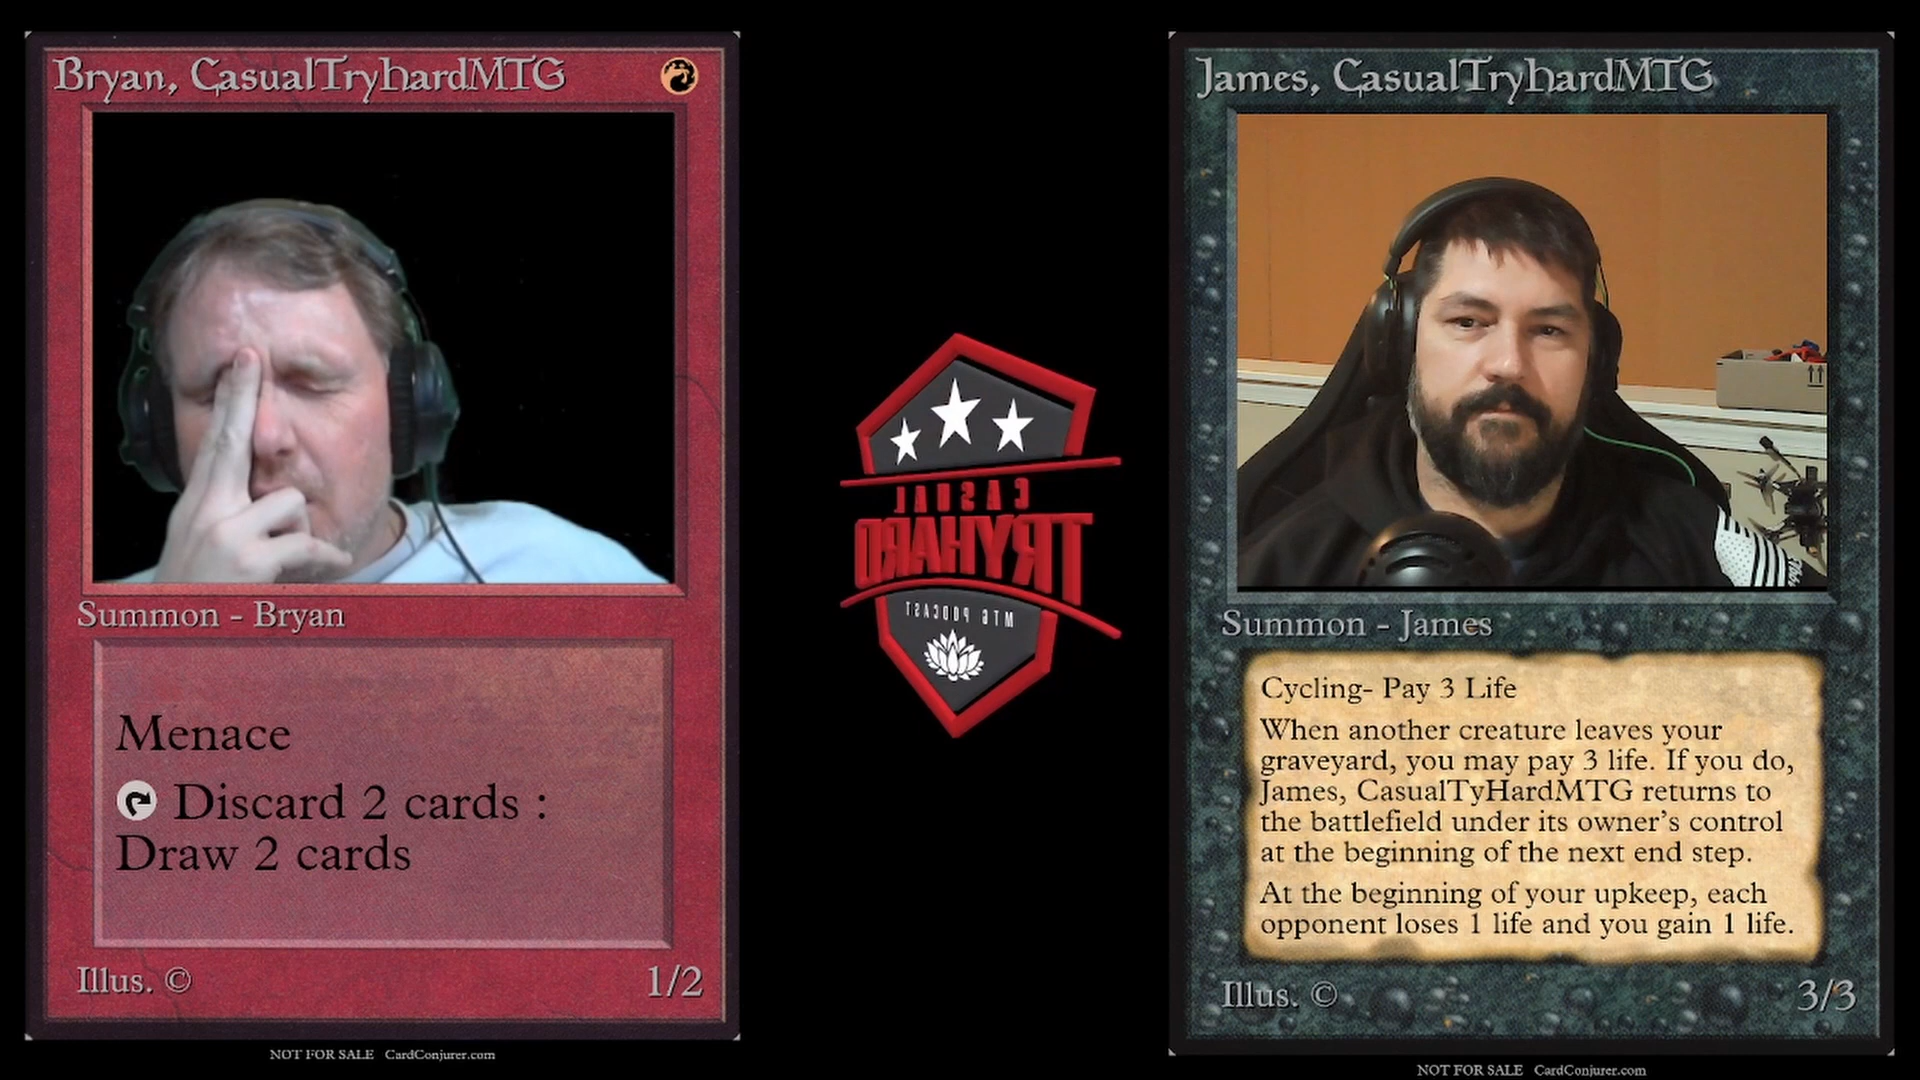 Bryan, CasualTryhardMTG
Summon - Bryan
Menace
Discard 2 cards :
Draw 2 cards
Illus. ©
1/2
NOT FOR SALE CardConjurer.com
CASUAL
TRYHARD
MTG PODCAST
James, CasualTryhardMTG
Summon - James
Cycling- Pay 3 Life
When another creature leaves your
graveyard, you may pay 3 life. If you do,
James, CasualTyHardMTG returns to
the battlefield under its owner's control
at the beginning of the next end step.
At the beginning of your upkeep, each
opponent loses 1 life and you gain 1 life.
Illus. ©
3/3
NOT FOR SALE CardConjurer.com